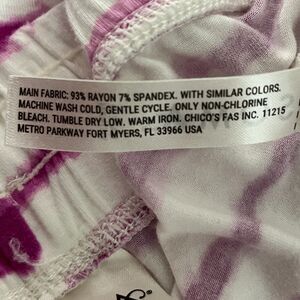 MAIN FABRIC: 93% RAYON 7% SPANDEX. WITH SIMILAR COLORS.
MACHINE WASH COLD, GENTLE CYCLE. ONLY NON-CHLORINE
BLEACH. TUMBLE DRY LOW. WARM IRON. CHICO'S FAS INC. 11215
METRO PARKWAY FORT MYERS, FL 33966 USA